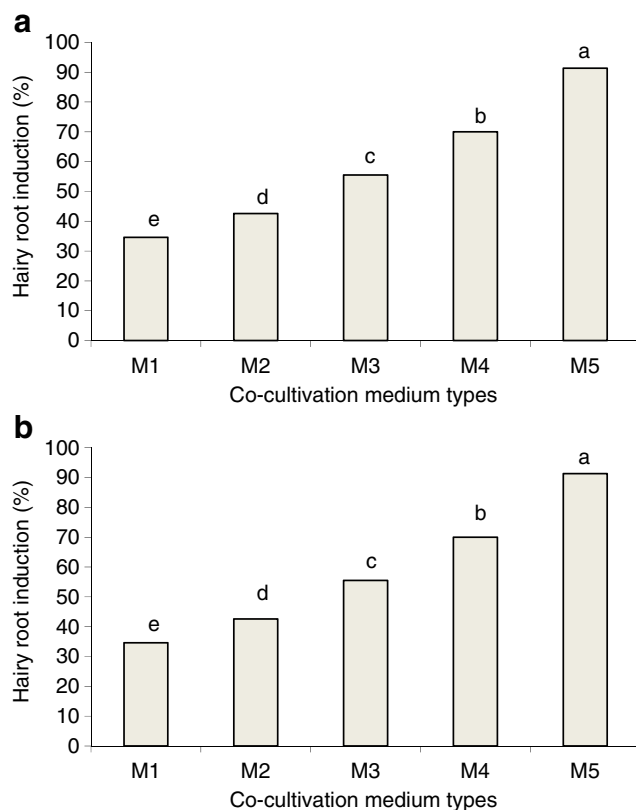 a
Hairy root induction (%)
100
90
80
70
60
50
40
30
20
10
0
e
d
c
b
a
M1 M2 M3 M4 M5
Co-cultivation medium types
b
Hairy root induction (%)
100
90
80
70
60
50
40
30
20
10
0
e
d
c
b
a
M1 M2 M3 M4 M5
Co-cultivation medium types